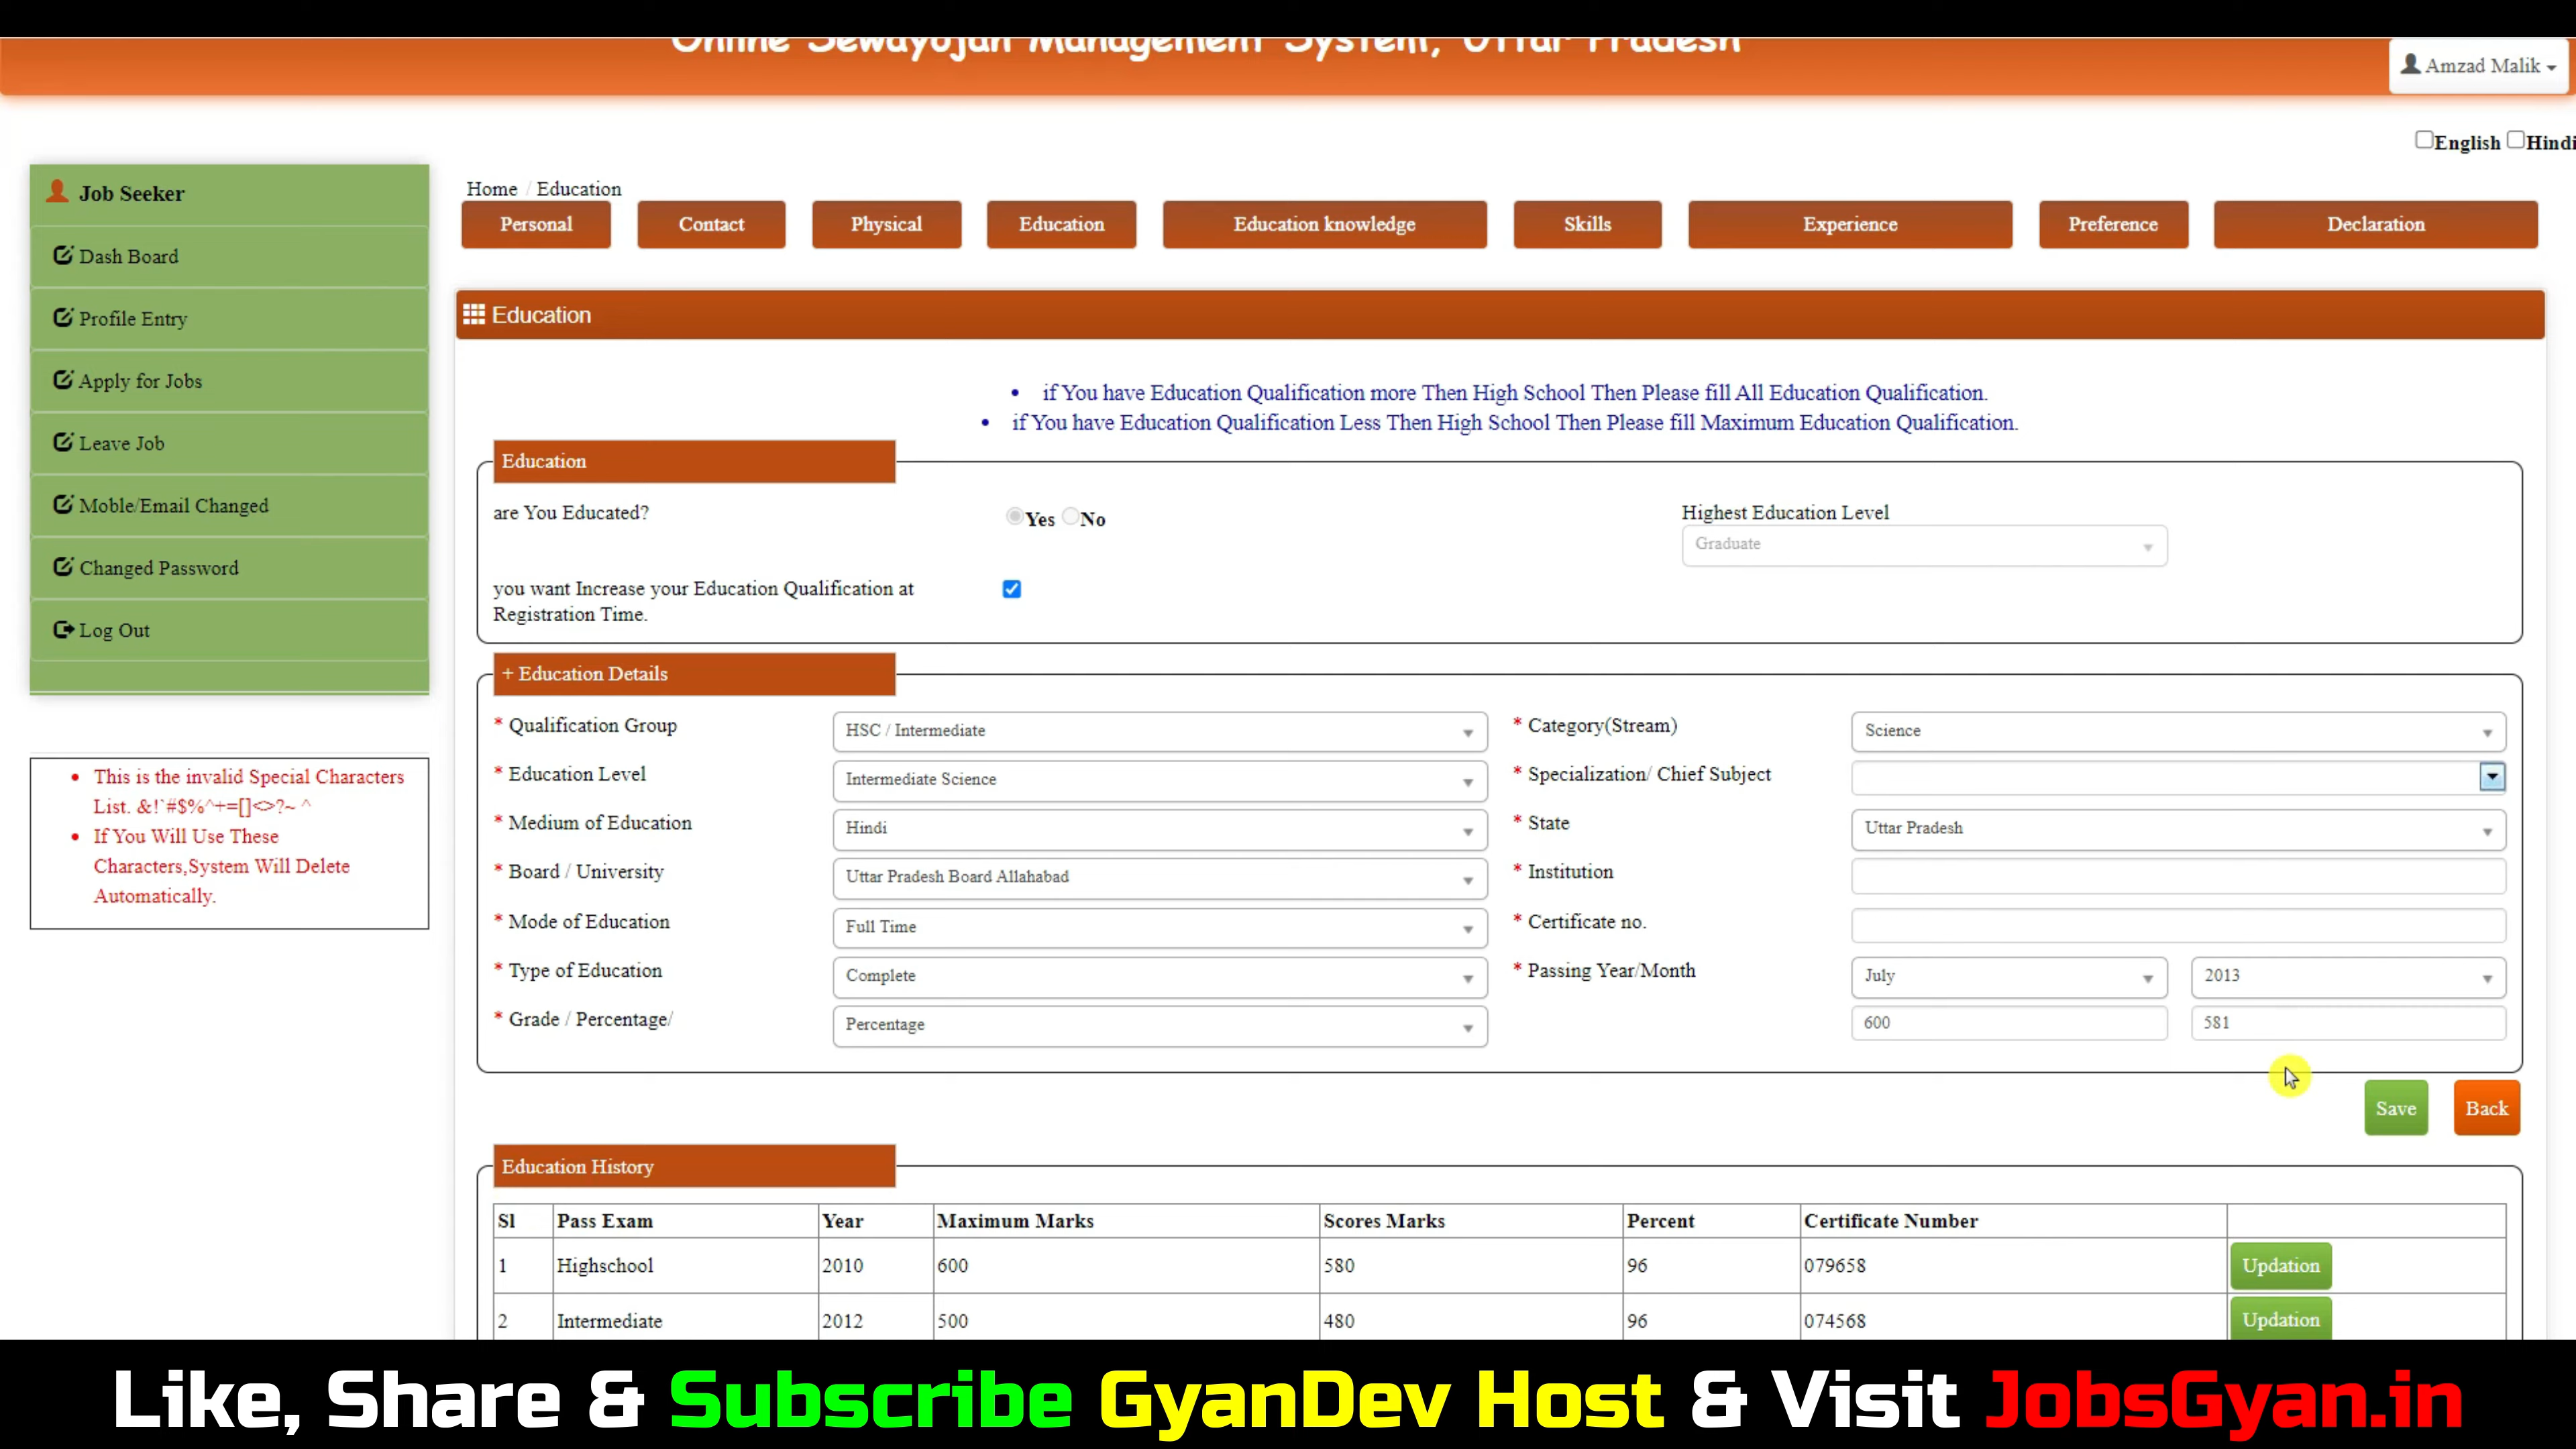 Online Sewayojan Management System, Uttar Pradesh
Amzad Malik
English Hindi
Job Seeker
Dash Board
Profile Entry
Apply for Jobs
Leave Job
Moble/Email Changed
Changed Password
Log Out
This is the invalid Special Characters
List. &!`#$%^+=[]<>?~ ^
If You Will Use These
Characters,System Will Delete
Automatically.
Home / Education
Personal Contact Physical Education Education knowledge Skills Experience Preference Declaration
Education
if You have Education Qualification more Then High School Then Please fill All Education Qualification.
if You have Education Qualification Less Then High School Then Please fill Maximum Education Qualification.
Education
are You Educated? Yes No
Highest Education Level
Graduate
you want Increase your Education Qualification at
Registration Time.
+ Education Details
* Qualification Group HSC / Intermediate * Category(Stream) Science
* Education Level Intermediate Science * Specialization/ Chief Subject
* Medium of Education Hindi * State Uttar Pradesh
* Board / University Uttar Pradesh Board Allahabad * Institution
* Mode of Education Full Time * Certificate no.
* Type of Education Complete * Passing Year/Month July 2013
* Grade / Percentage/ Percentage 600 581
Save Back
Education History
Sl Pass Exam Year Maximum Marks Scores Marks Percent Certificate Number
1 Highschool 2010 600 580 96 079658 Updation
2 Intermediate 2012 500 480 96 074568 Updation
Like, Share & Subscribe GyanDev Host & Visit JobsGyan.in